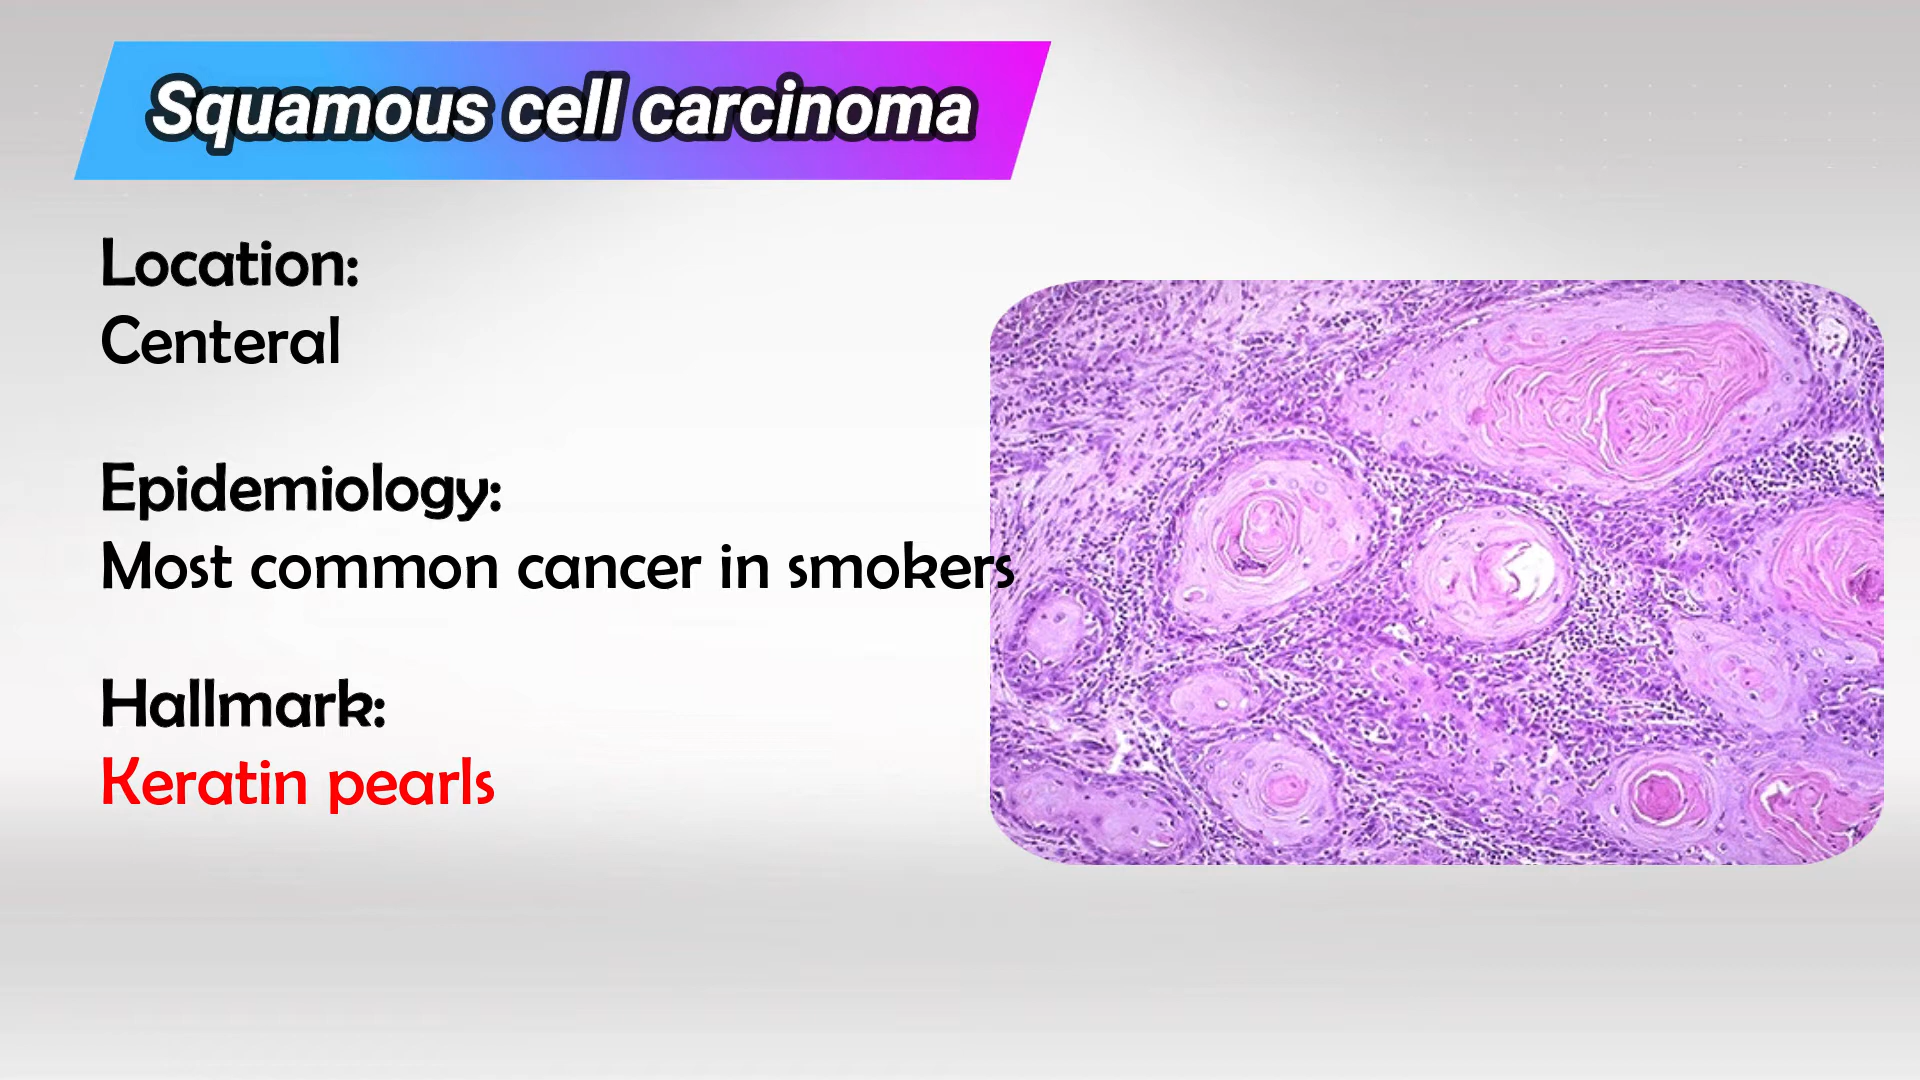 Squamous cell carcinoma
Location:
Centeral
Epidemiology:
Most common cancer in smokers
Hallmark:
Keratin pearls